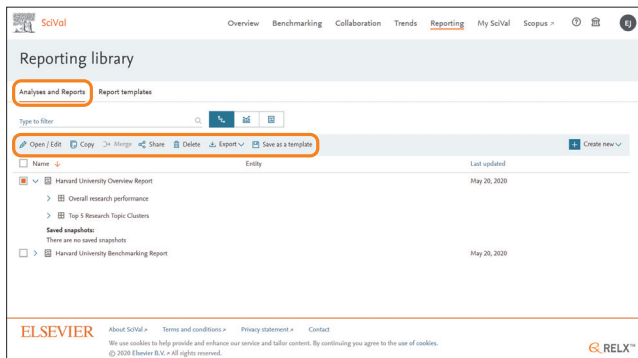 SciVal
Overview Benchmarking Collaboration Trends Reporting My SciVal Scopus ↗ ? EJ
Reporting library
Analyses and Reports Report templates
Type to filter
Open / Edit Copy Merge Share Delete Export Save as a template Create new
Name ↓ Entity Last updated
Harvard University Overview Report May 20, 2020
Overall research performance
Top 5 Research Topic Clusters
Saved snapshots:
There are no saved snapshots
Harvard University Benchmarking Report May 20, 2020
ELSEVIER About SciVal ↗ Terms and conditions ↗ Privacy statement ↗ Contact
We use cookies to help provide and enhance our service and tailor content. By continuing you agree to the use of cookies.
© 2020 Elsevier B.V. ↗ All rights reserved.
RELX™